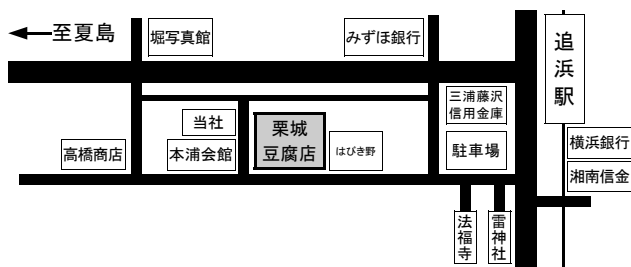 至夏島
堀写真館
みずほ銀行
追浜駅
三浦藤沢
信用金庫
当社
栗城
豆腐店
はびき野
高橋商店
本浦会館
駐車場
横浜銀行
湘南信金
法福寺
雷神社